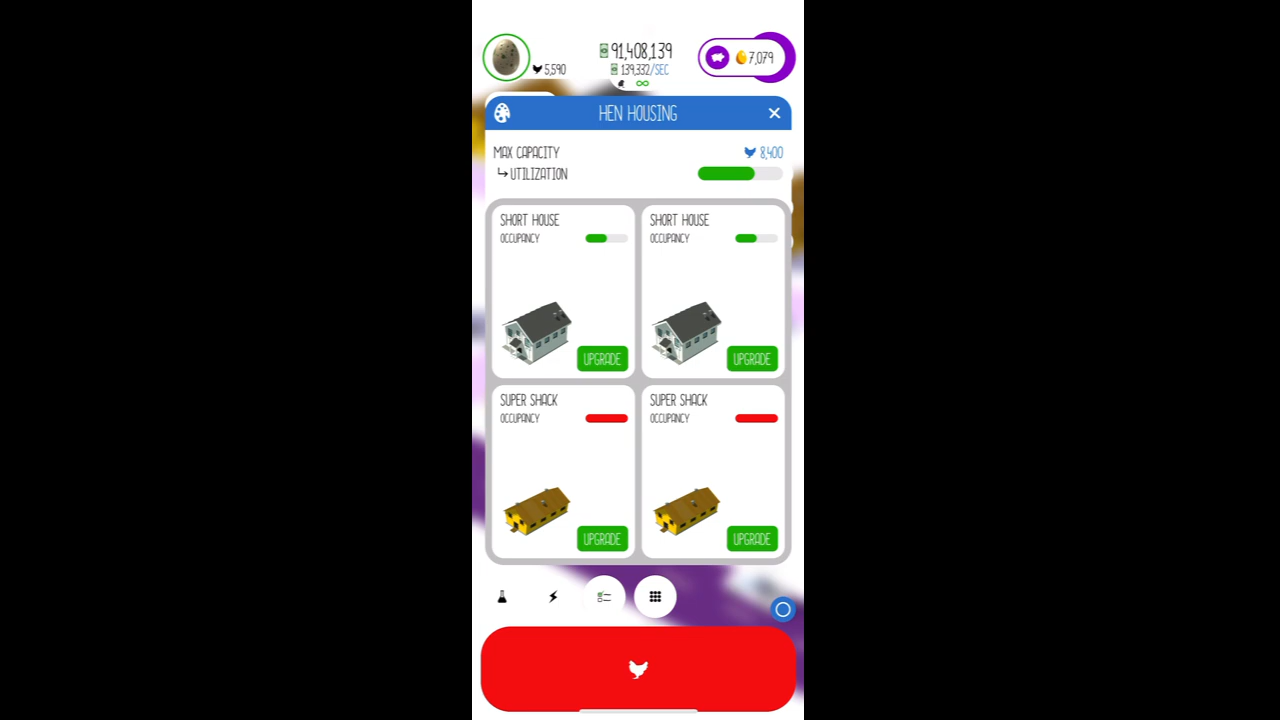 91,408,139
5,590
139,332/SEC
7,079
HEN HOUSING
MAX CAPACITY
8,400
UTILIZATION
SHORT HOUSE
OCCUPANCY
UPGRADE
SHORT HOUSE
OCCUPANCY
UPGRADE
SUPER SHACK
OCCUPANCY
UPGRADE
SUPER SHACK
OCCUPANCY
UPGRADE